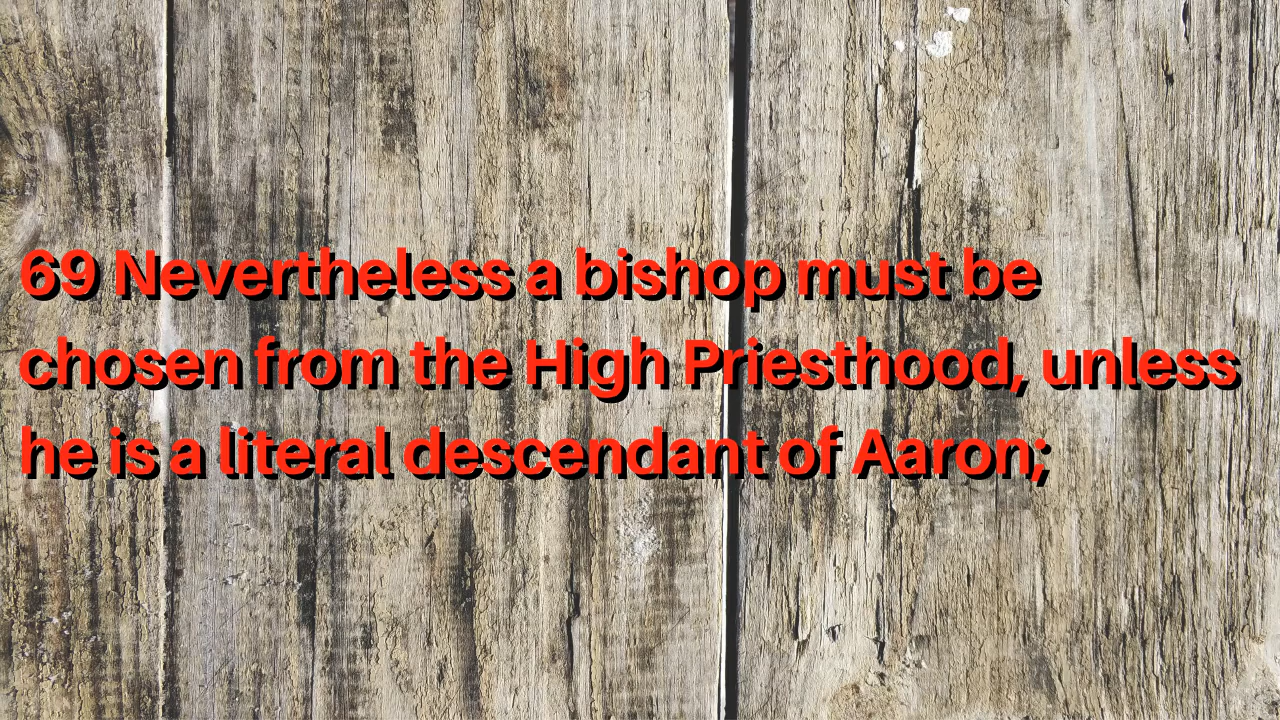 69 Nevertheless a bishop must be
chosen from the High Priesthood, unless
he is a literal descendant of Aaron;